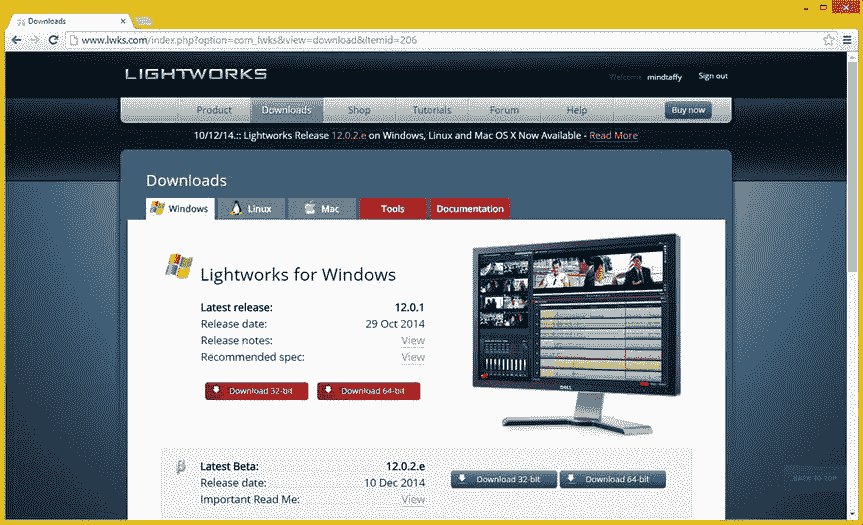 Downloads
www.lwks.com/index.php?option=com_lwks&view=download&Itemid=206
LIGHTWORKS
Welcome mindtaffy Sign out
Product Downloads Shop Tutorials Forum Help Buy now
10/12/14.:: Lightworks Release 12.0.2.e on Windows, Linux and Mac OS X Now Available - Read More
Downloads
Windows Linux Mac Tools Documentation
Lightworks for Windows
Latest release: 12.0.1
Release date: 29 Oct 2014
Release notes: View
Recommended spec: View
Download 32-bit Download 64-bit
DELL
Latest Beta: 12.0.2.e
Release date: 10 Dec 2014
Important Read Me: View
Download 32-bit Download 64-bit
BACK TO TOP